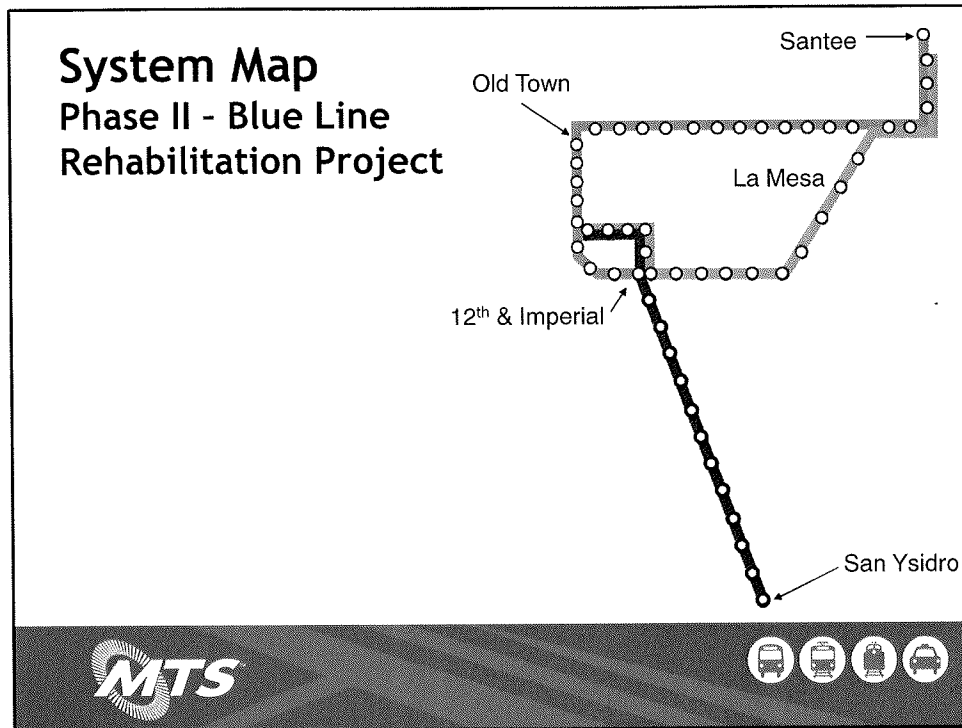 System Map
Phase II - Blue Line
Rehabilitation Project
Santee
Old Town
La Mesa
12th & Imperial
San Ysidro
MTS